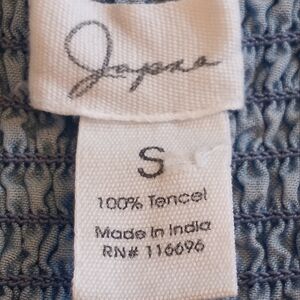 Japna
S
100% Tencel
Made In India
RN# 116696